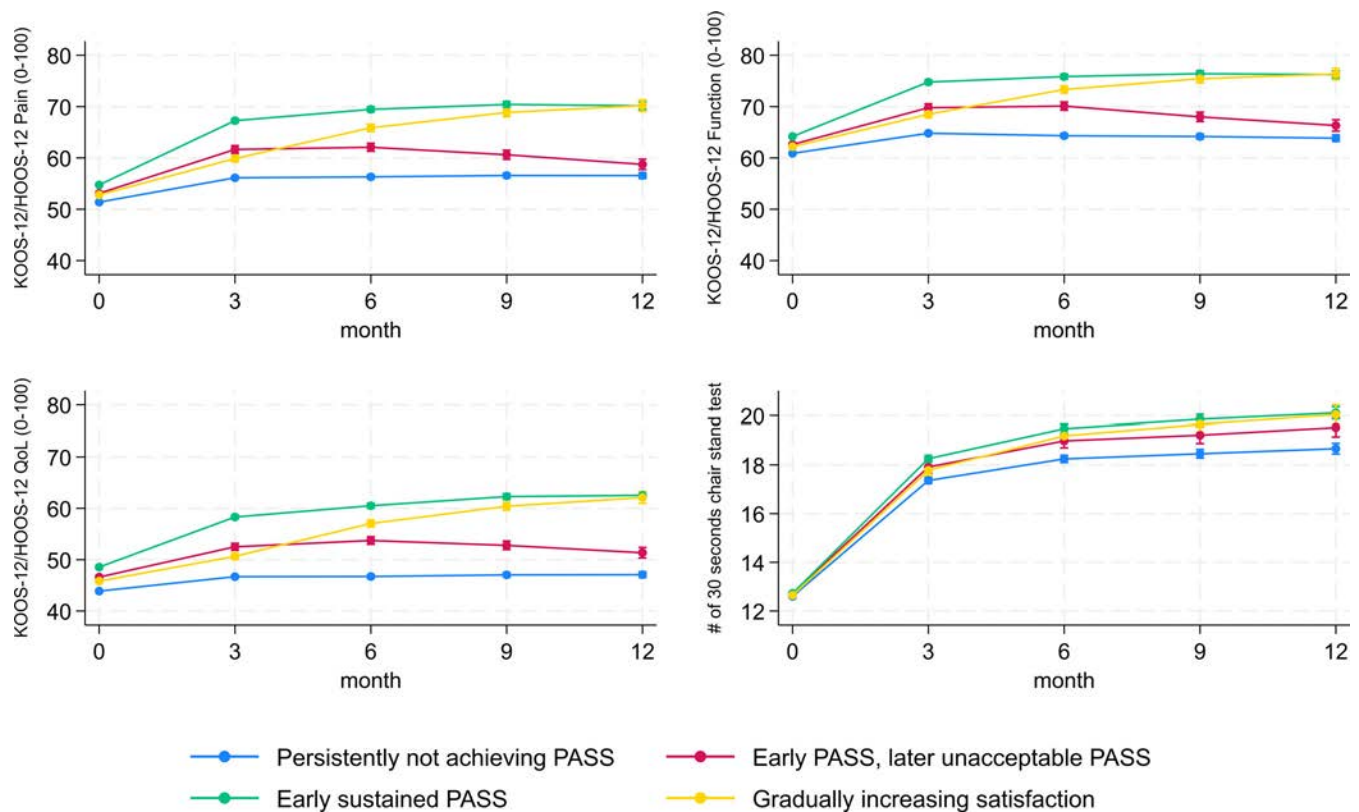 KOOS-12/HOOS-12 Pain (0-100)
80
70
60
50
40
0 3 6 9 12
month
KOOS-12/HOOS-12 Function (0-100)
80
70
60
50
40
0 3 6 9 12
month
KOOS-12/HOOS-12 QoL (0-100)
80
70
60
50
40
0 3 6 9 12
month
# of 30 seconds chair stand test
20
18
16
14
12
0 3 6 9 12
month
Persistently not achieving PASS
Early PASS, later unacceptable PASS
Early sustained PASS
Gradually increasing satisfaction